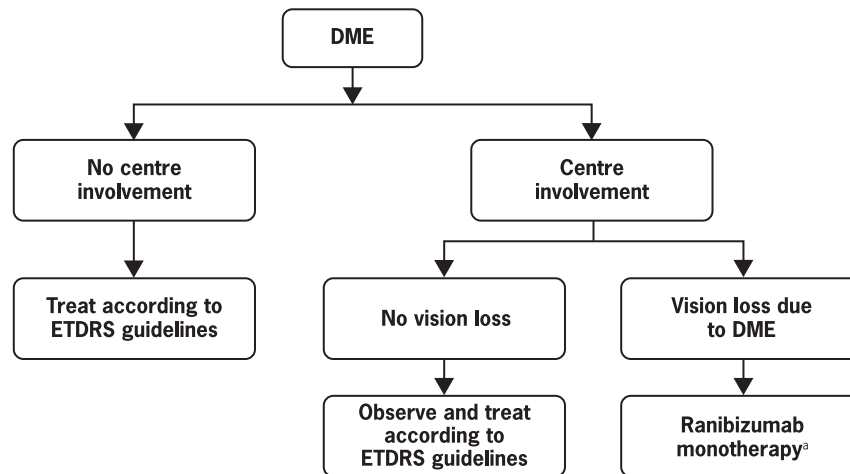 DME
No centre
involvement
Centre
involvement
Treat according to
ETDRS guidelines
No vision loss
Vision loss due
to DME
Observe and treat
according to
ETDRS guidelines
Ranibizumab
monotherapyᵃ